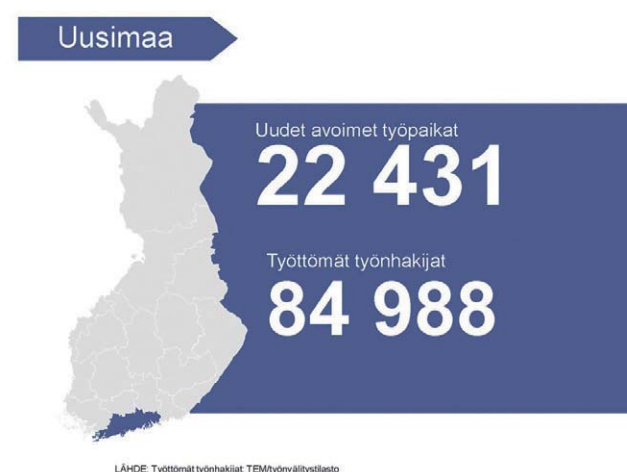 Uusimaa
Uudet avoimet työpaikat
22 431
Työttömät työnhakijat
84 988
LÄHDE: Työttömät työnhakijat: TEM/työnvälitystilasto